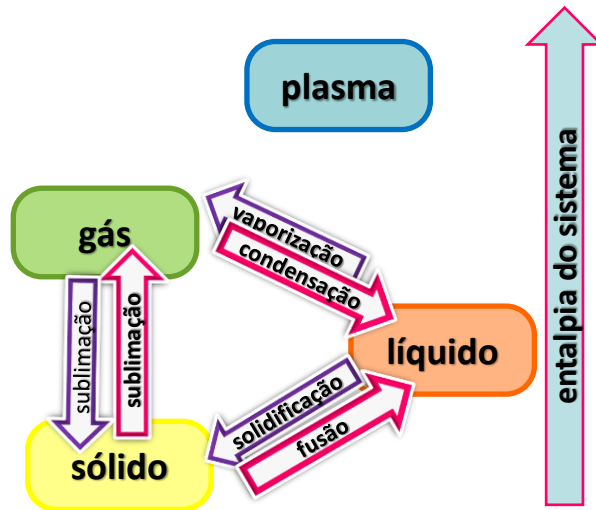 plasma
entalpia do sistema
gás
vaporização
condensação
líquido
sublimação
sublimação
solidificação
fusão
sólido